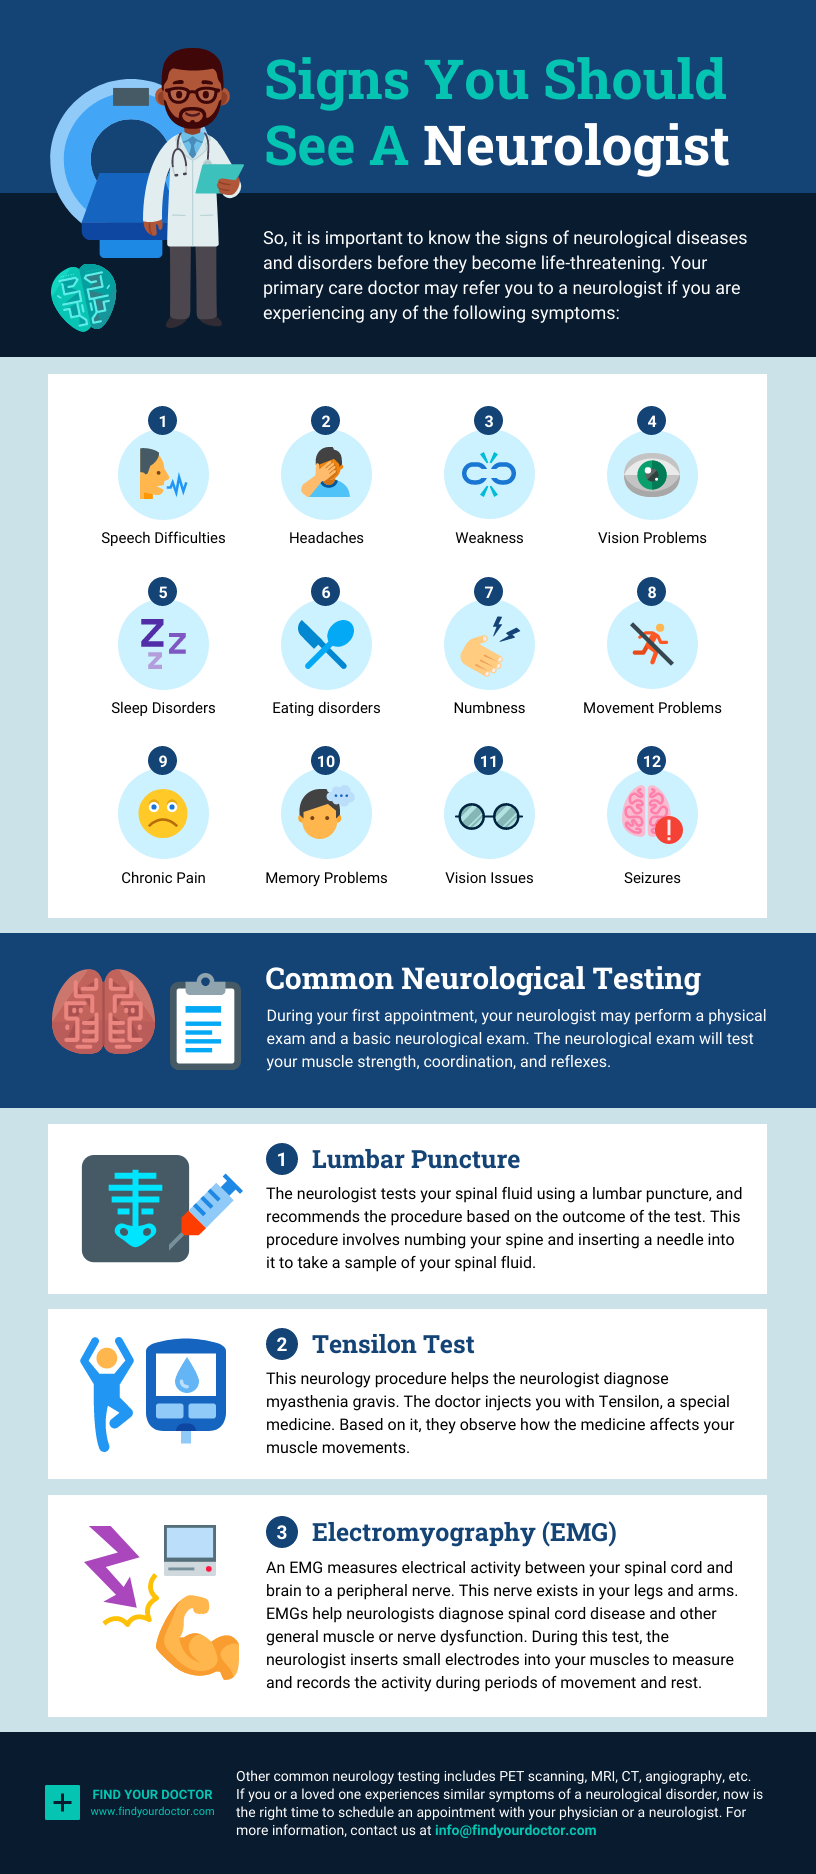 Signs You Should
See A Neurologist
So, it is important to know the signs of neurological diseases
and disorders before they become life-threatening. Your
primary care doctor may refer you to a neurologist if you are
experiencing any of the following symptoms:
1
Speech Difficulties
2
Headaches
3
Weakness
4
Vision Problems
5
Z Z Z
Sleep Disorders
6
Eating disorders
7
Numbness
8
Movement Problems
9
Chronic Pain
10
Memory Problems
11
Vision Issues
12
!
Seizures
Common Neurological Testing
During your first appointment, your neurologist may perform a physical
exam and a basic neurological exam. The neurological exam will test
your muscle strength, coordination, and reflexes.
1 Lumbar Puncture
The neurologist tests your spinal fluid using a lumbar puncture, and
recommends the procedure based on the outcome of the test. This
procedure involves numbing your spine and inserting a needle into
it to take a sample of your spinal fluid.
2 Tensilon Test
This neurology procedure helps the neurologist diagnose
myasthenia gravis. The doctor injects you with Tensilon, a special
medicine. Based on it, they observe how the medicine affects your
muscle movements.
3 Electromyography (EMG)
An EMG measures electrical activity between your spinal cord and
brain to a peripheral nerve. This nerve exists in your legs and arms.
EMGs help neurologists diagnose spinal cord disease and other
general muscle or nerve dysfunction. During this test, the
neurologist inserts small electrodes into your muscles to measure
and records the activity during periods of movement and rest.
FIND YOUR DOCTOR
www.findyourdoctor.com
Other common neurology testing includes PET scanning, MRI, CT, angiography, etc.
If you or a loved one experiences similar symptoms of a neurological disorder, now is
the right time to schedule an appointment with your physician or a neurologist. For
more information, contact us at info@findyourdoctor.com